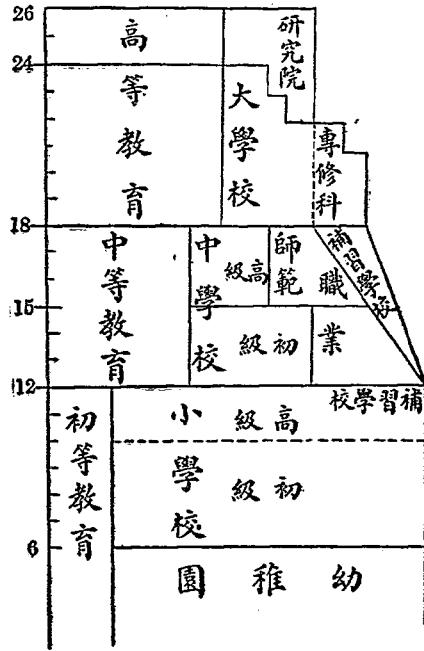 26
24
18
15
12
6
高等教育
研究院
大學校
專修科
中等教育
中學校
高級
初級
師範
職業
補習學校
初等教育
補習學校
小學校
高級
初級
幼稚園